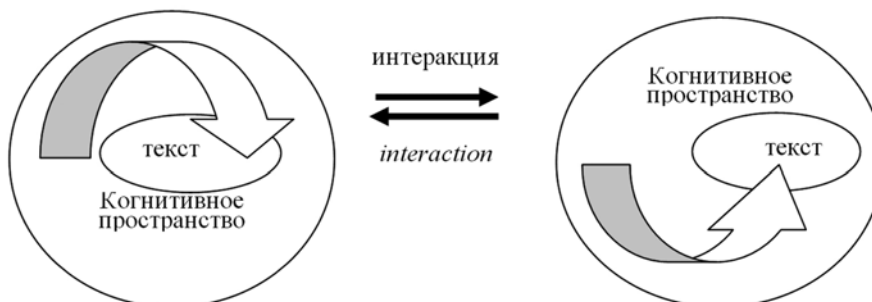 текст
Когнитивное
пространство
интеракция
interaction
Когнитивное
пространство
текст